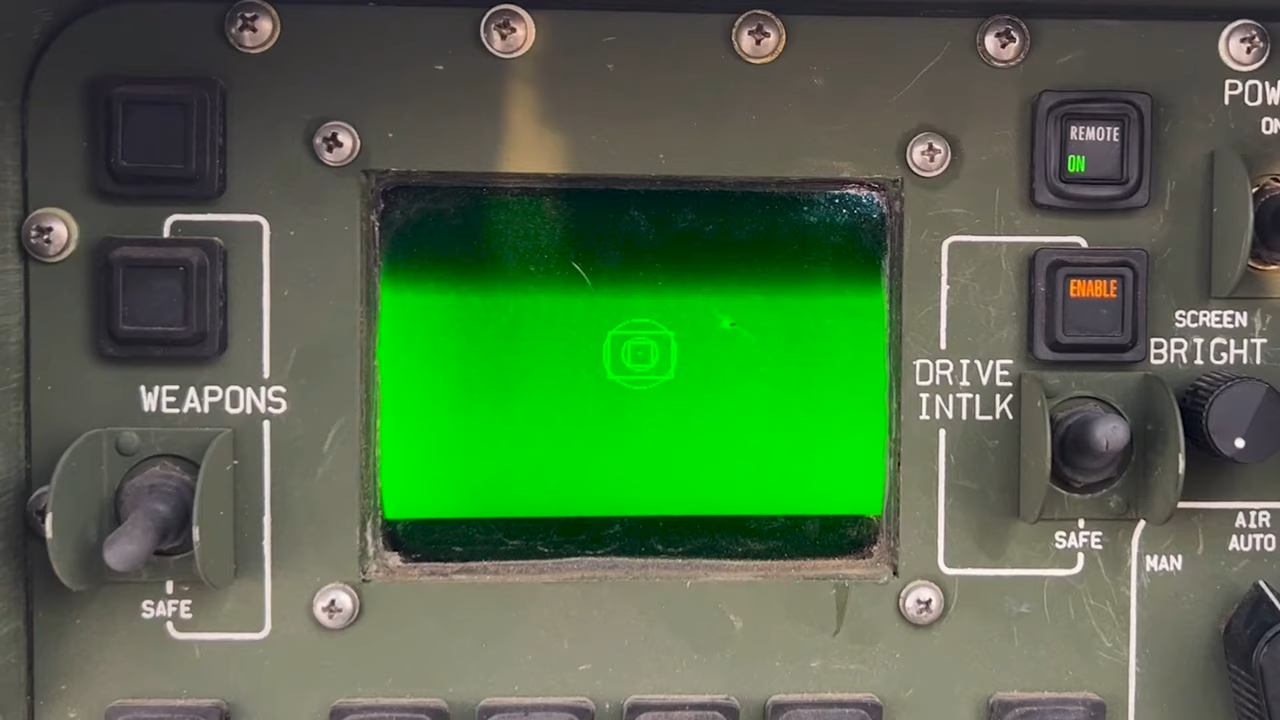 POW
ON
REMOTE
ON
ENABLE
SCREEN
BRIGHT
DRIVE
INTLK
WEAPONS
SAFE
AIR
AUTO
MAN
SAFE